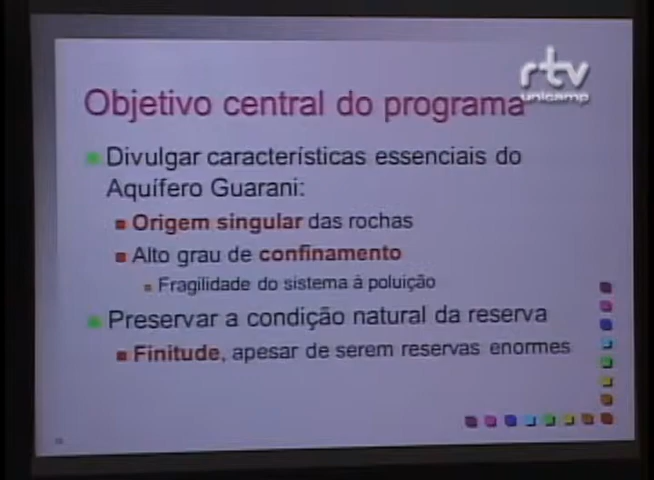 rtv
unicamp
Objetivo central do programa
Divulgar características essenciais do
Aquífero Guarani:
Origem singular das rochas
Alto grau de confinamento
Fragilidade do sistema à poluição
Preservar a condição natural da reserva
Finitude, apesar de serem reservas enormes